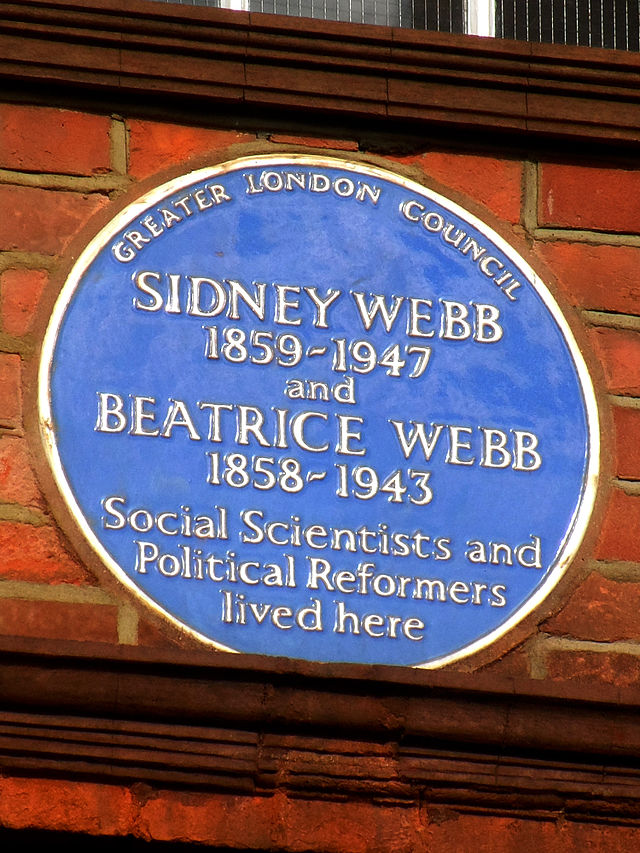 GREATER LONDON COUNCIL
SIDNEY WEBB
1859-1947
and
BEATRICE WEBB
1858-1943
Social Scientists and
Political Reformers
lived here